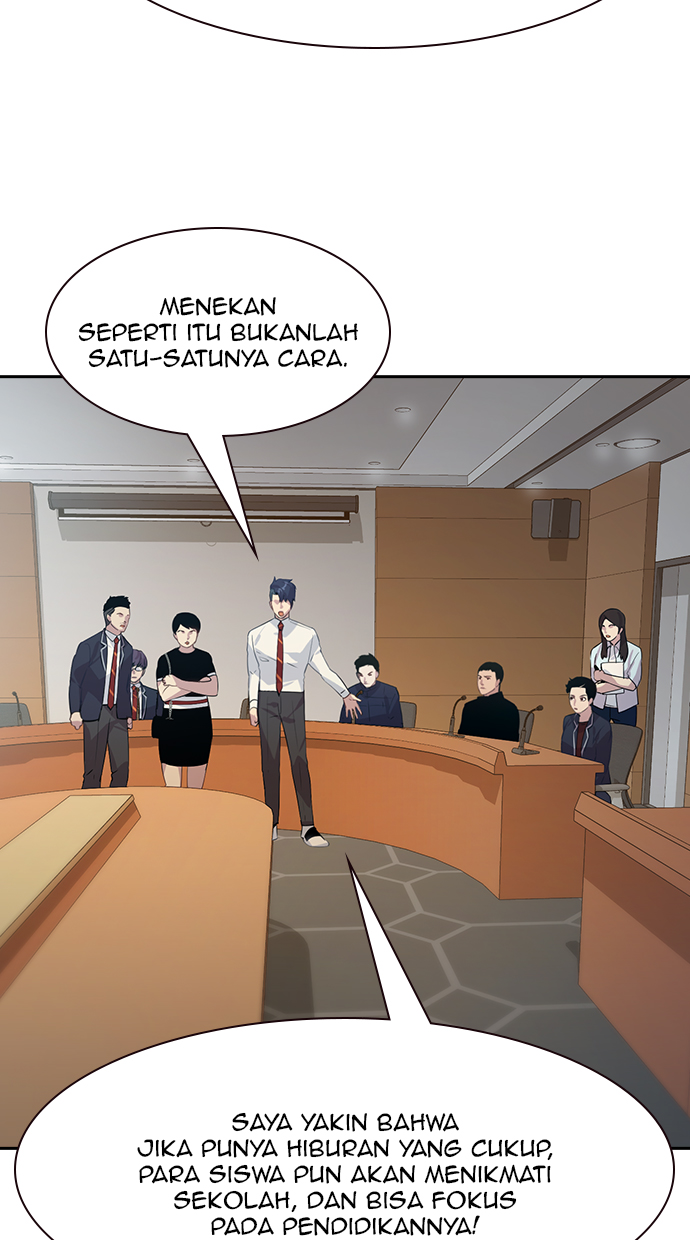 MENEKAN
SEPERTI ITU BUKANLAH
SATU-SATUNYA CARA.
SAYA YAKIN BAHWA
JIKA PUNYA HIBURAN YANG CUKUP,
PARA SISWA PUN AKAN MENIKMATI
SEKOLAH, DAN BISA FOKUS
PADA PENDIDIKANNYA!